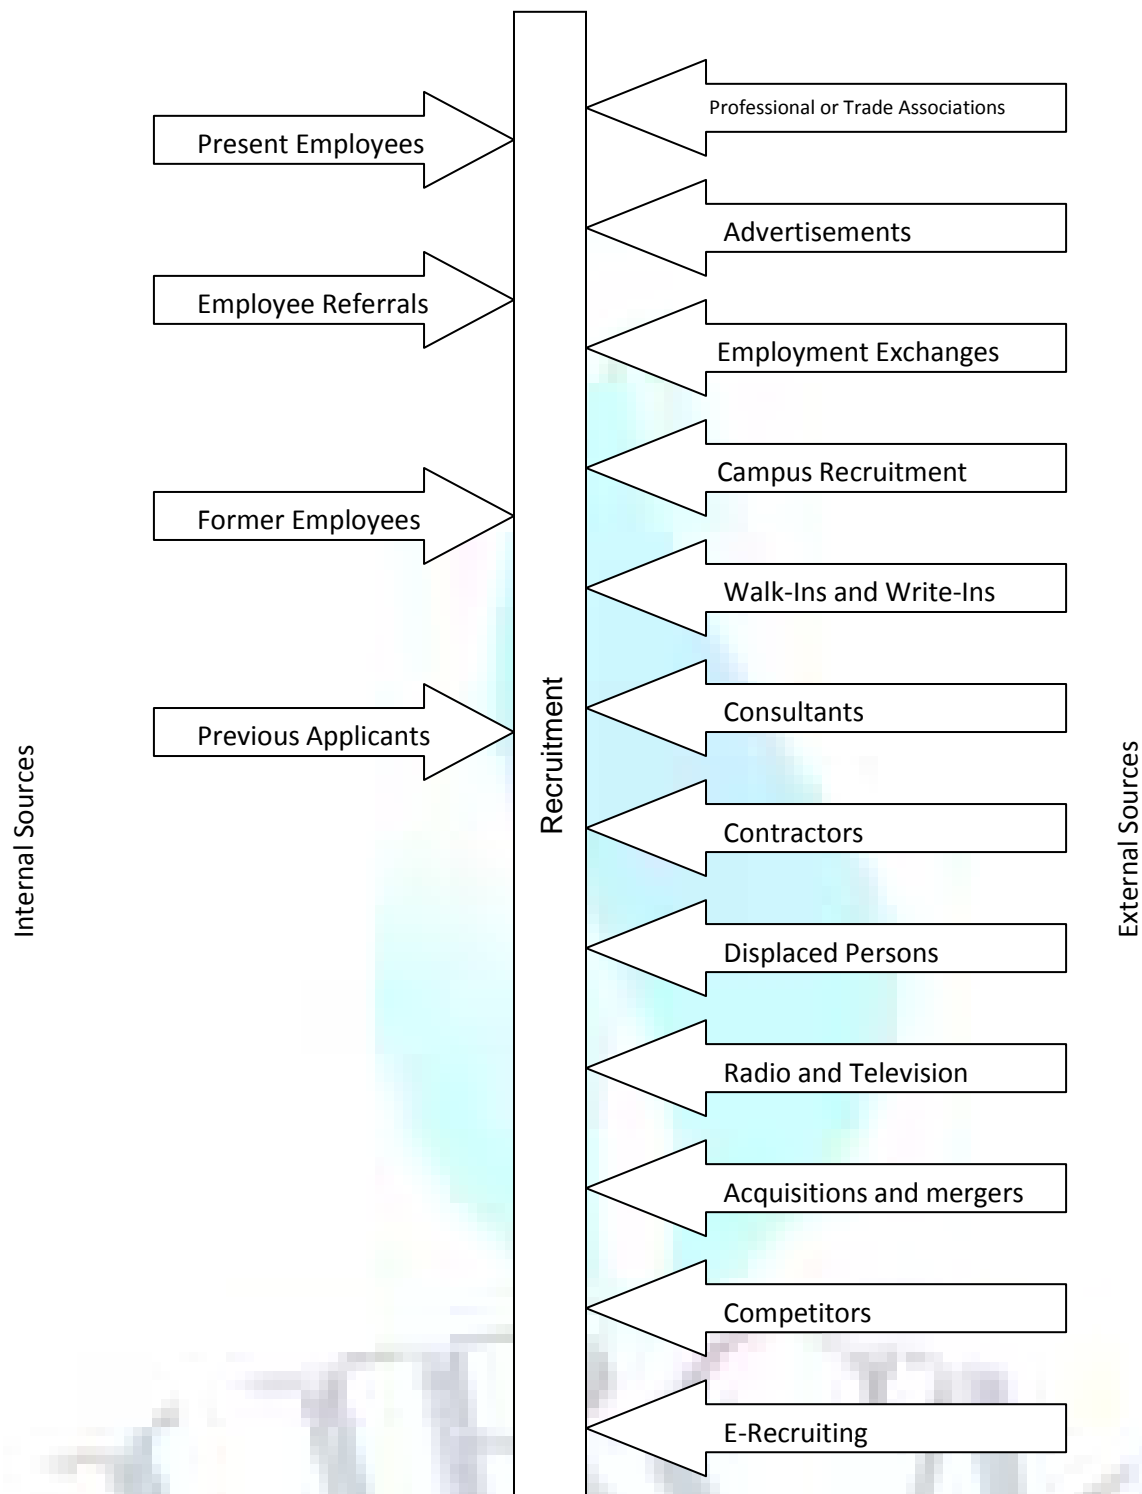 Internal Sources
Present Employees
Employee Referrals
Former Employees
Previous Applicants
Recruitment
Professional or Trade Associations
Advertisements
Employment Exchanges
Campus Recruitment
Walk-Ins and Write-Ins
Consultants
Contractors
Displaced Persons
Radio and Television
Acquisitions and mergers
Competitors
E-Recruiting
External Sources